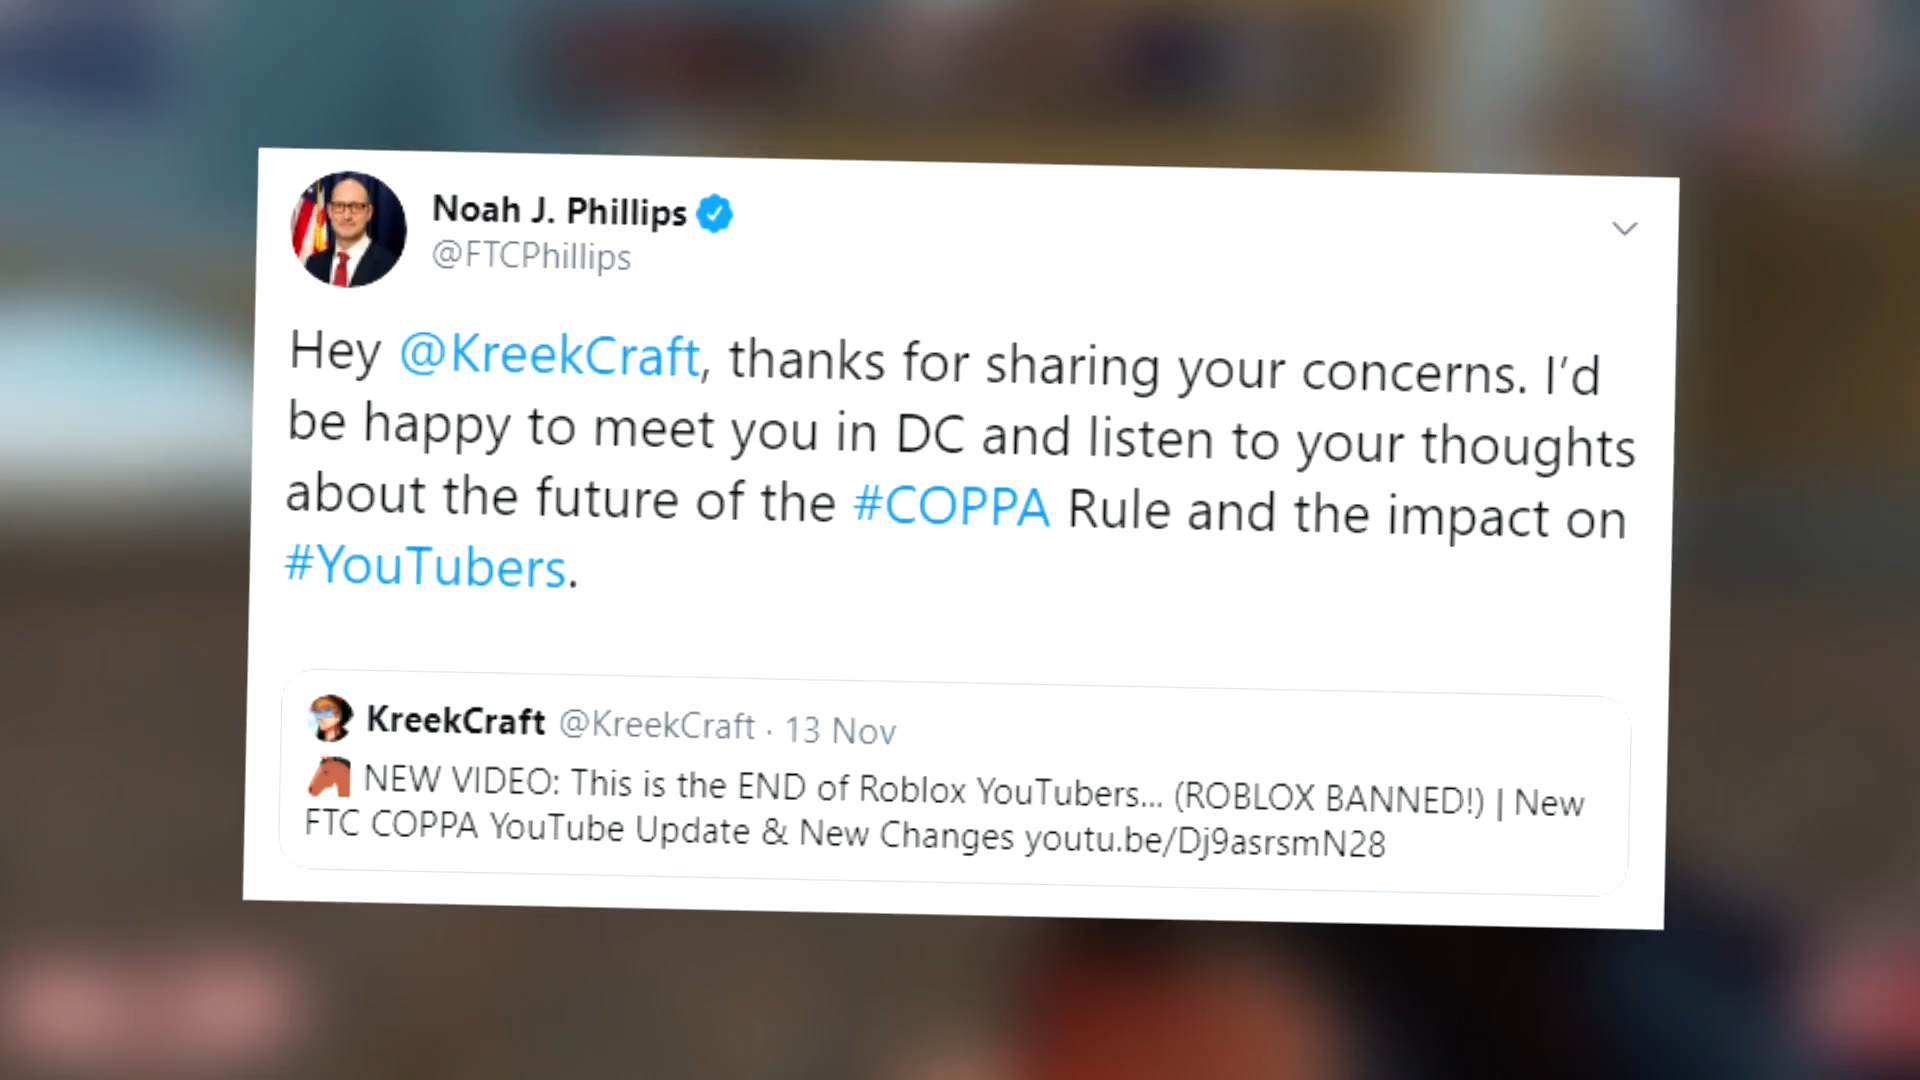 Noah J. Phillips
@FTCPhillips
Hey @KreekCraft, thanks for sharing your concerns. I’d
be happy to meet you in DC and listen to your thoughts
about the future of the #COPPA Rule and the impact on
#YouTubers.
KreekCraft @KreekCraft · 13 Nov
🐴 NEW VIDEO: This is the END of Roblox YouTubers... (ROBLOX BANNED!) | New
FTC COPPA YouTube Update & New Changes youtu.be/Dj9asrsmN28